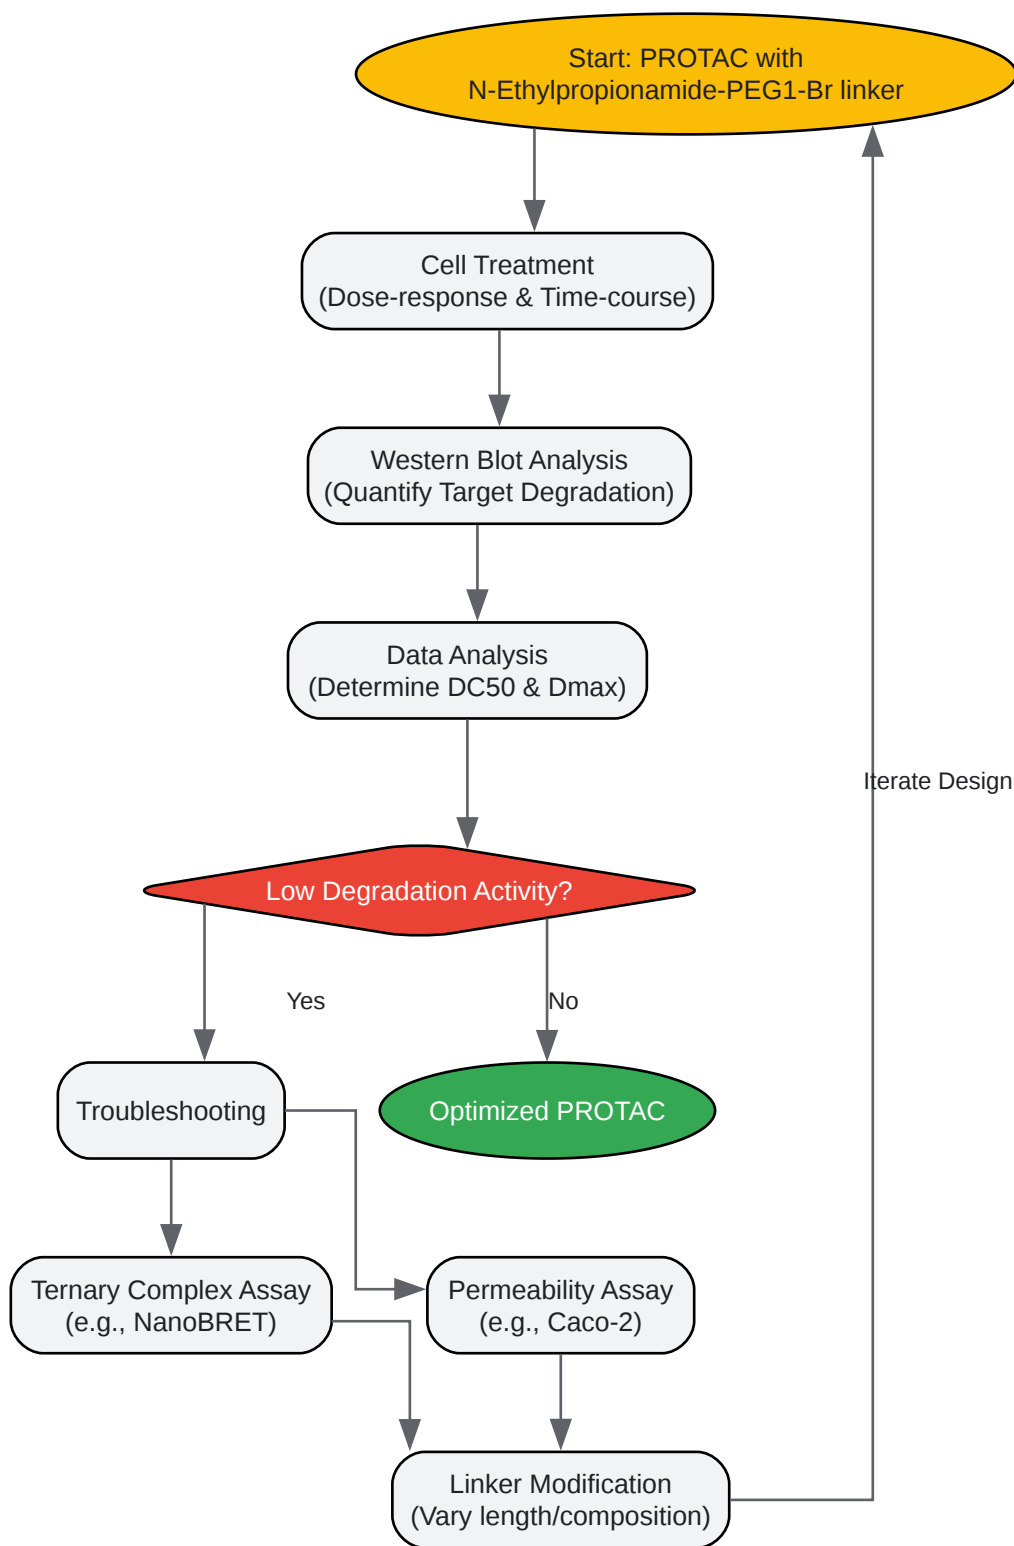 Start: PROTAC with
N-Ethylpropionamide-PEG1-Br linker
Cell Treatment
(Dose-response & Time-course)
Western Blot Analysis
(Quantify Target Degradation)
Data Analysis
(Determine DC50 & Dmax)
Iterate Design
Low Degradation Activity?
Yes
No
Troubleshooting
Optimized PROTAC
Ternary Complex Assay
(e.g., NanoBRET)
Permeability Assay
(e.g., Caco-2)
Linker Modification
(Vary length/composition)